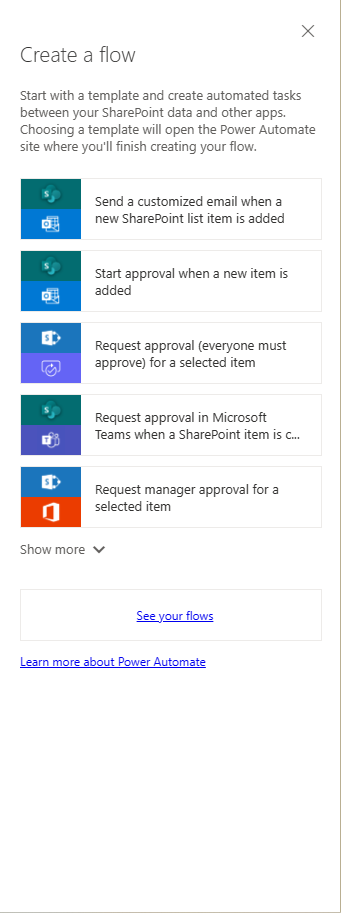 Create a flow
Start with a template and create automated tasks
between your SharePoint data and other apps.
Choosing a template will open the Power Automate
site where you'll finish creating your flow.
Send a customized email when a
new SharePoint list item is added
Start approval when a new item is
added
Request approval (everyone must
approve) for a selected item
Request approval in Microsoft
Teams when a SharePoint item is c...
Request manager approval for a
selected item
Show more
See your flows
Learn more about Power Automate